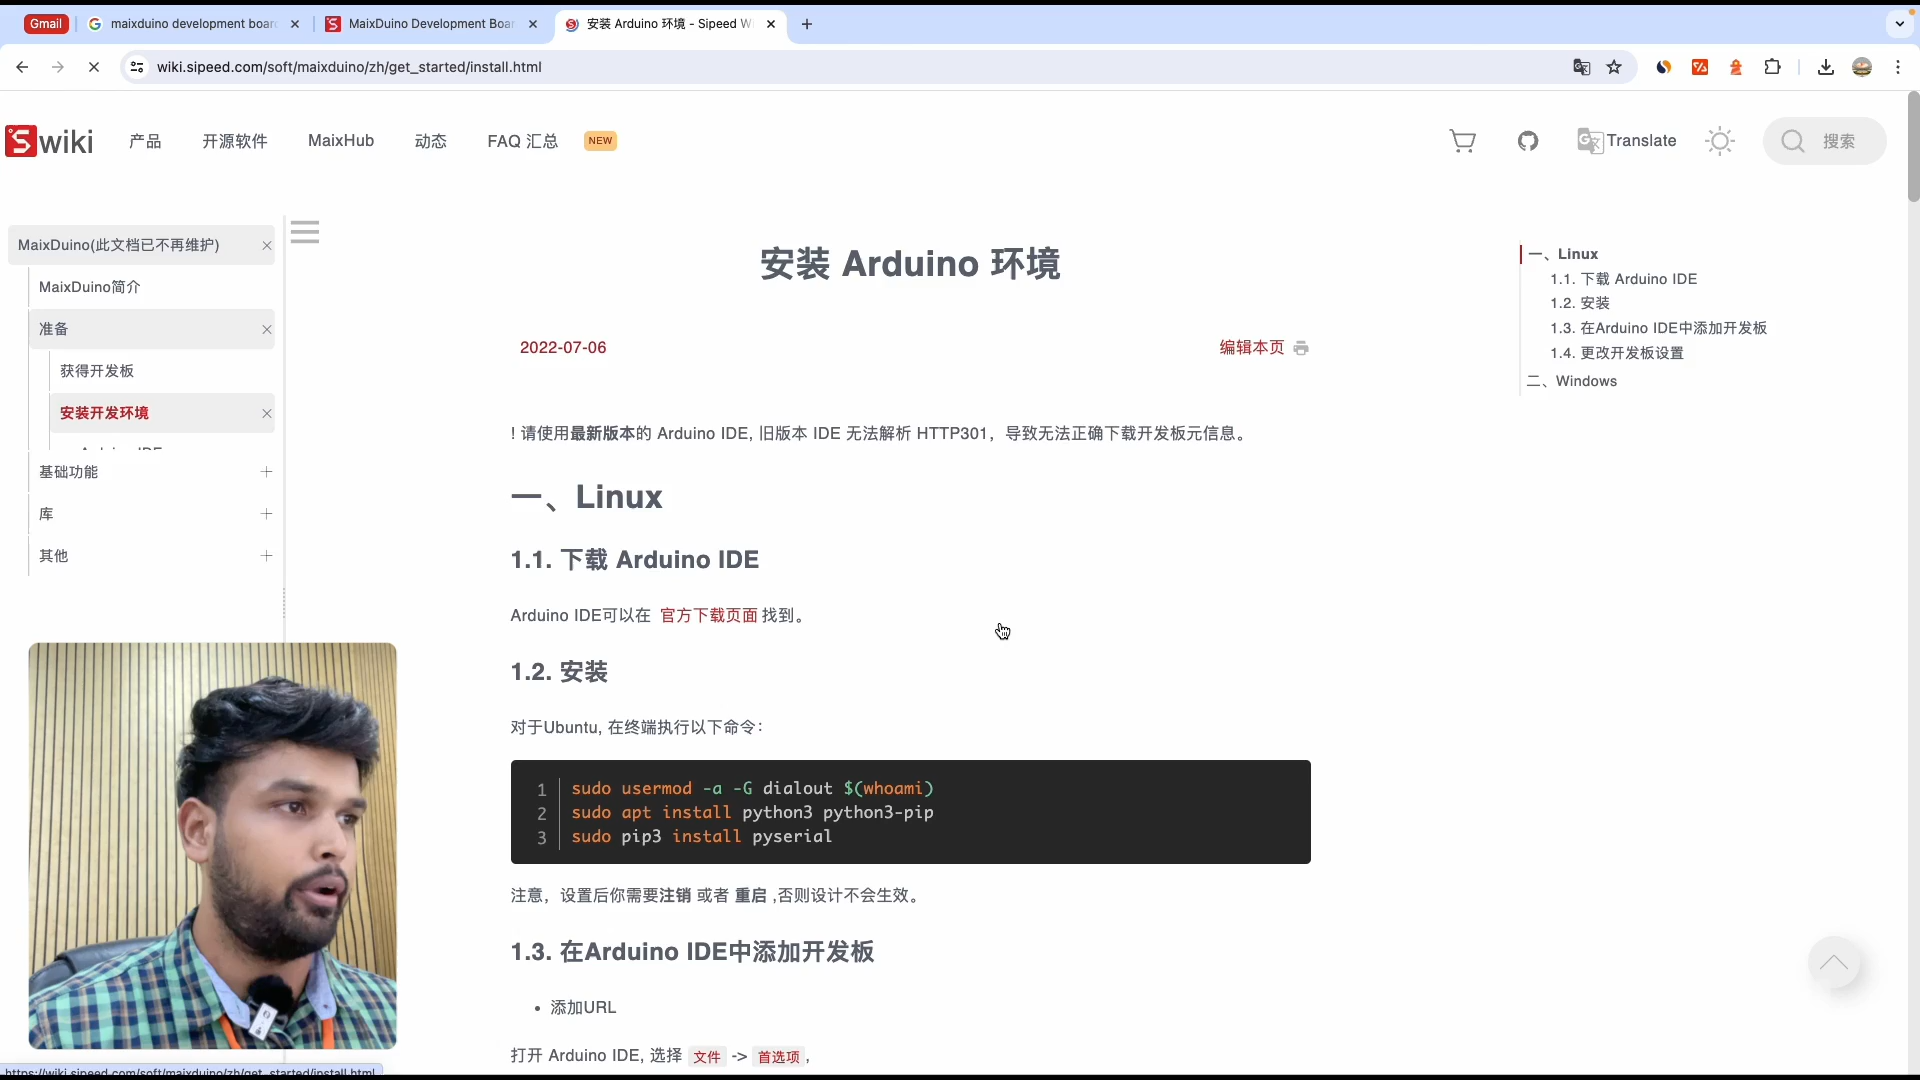 Gmail
maixduino development boar
MaixDuino Development Boar
安装 Arduino 环境 - Sipeed W
wiki.sipeed.com/soft/maixduino/zh/get_started/install.html
wiki
产品
开源软件
MaixHub
动态
FAQ 汇总
NEW
Translate
搜索
MaixDuino(此文档已不再维护)
MaixDuino简介
准备
获得开发板
安装开发环境
基础功能
库
其他
安装 Arduino 环境
2022-07-06
编辑本页
! 请使用最新版本的 Arduino IDE, 旧版本 IDE 无法解析 HTTP301，导致无法正确下载开发板元信息。
一、Linux
1.1. 下载 Arduino IDE
Arduino IDE可以在 官方下载页面 找到。
1.2. 安装
对于Ubuntu, 在终端执行以下命令：
1 sudo usermod -a -G dialout $(whoami)
2 sudo apt install python3 python3-pip
3 sudo pip3 install pyserial
注意，设置后你需要注销 或者 重启 ,否则设计不会生效。
1.3. 在Arduino IDE中添加开发板
• 添加URL
打开 Arduino IDE, 选择 文件 -> 首选项 ,
一、Linux
1.1. 下载 Arduino IDE
1.2. 安装
1.3. 在Arduino IDE中添加开发板
1.4. 更改开发板设置
二、Windows
https://wiki.sipeed.com/soft/maixduino/zh/get_started/install.html